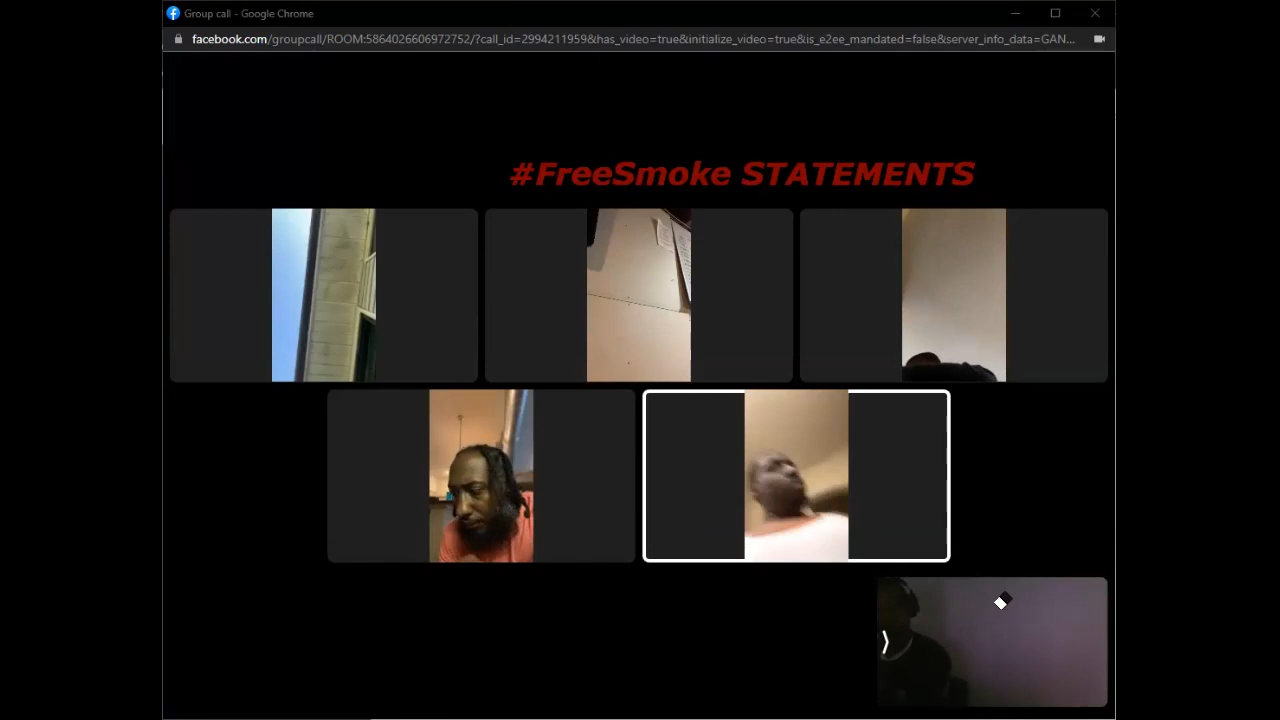 Group call - Google Chrome
facebook.com/groupcall/ROOM:5864026606972752/?call_id=2994211959&has_video=true&initialize_video=true&is_e2ee_mandated=false&server_info_data=GAN...
#FreeSmoke STATEMENTS